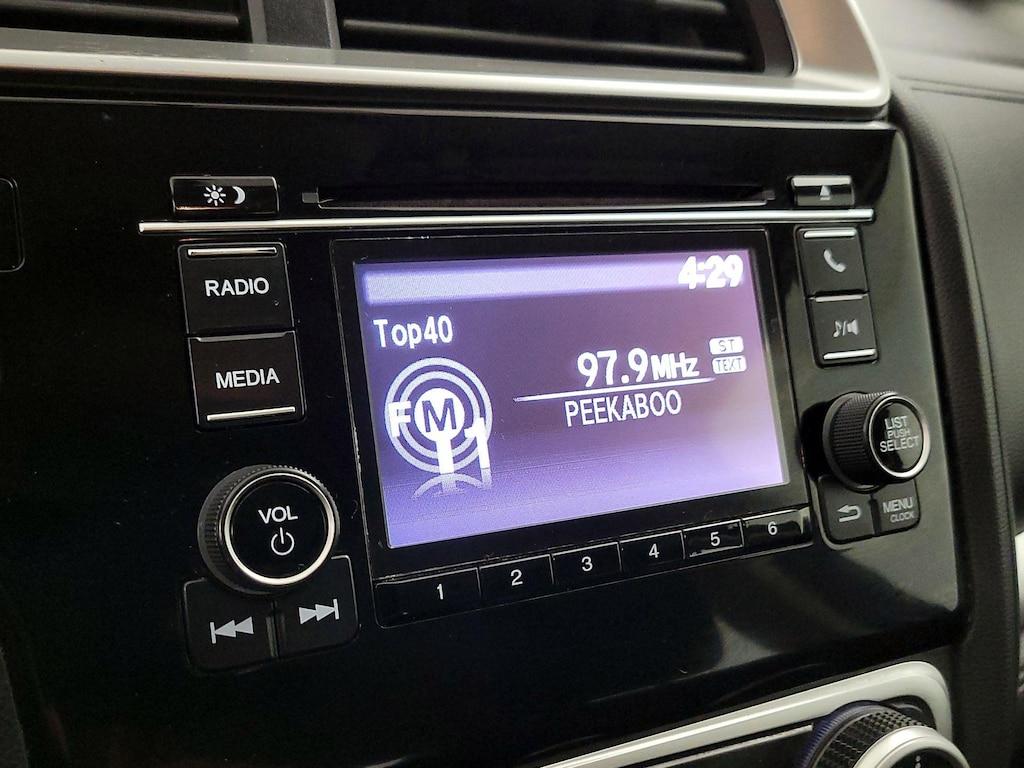 4:29
Top40
97.9MHz
ST
TEXT
PEEKABOO
FM1
RADIO
MEDIA
VOL
LIST
PUSH
SELECT
MENU
CLOCK
1
2
3
4
5
6